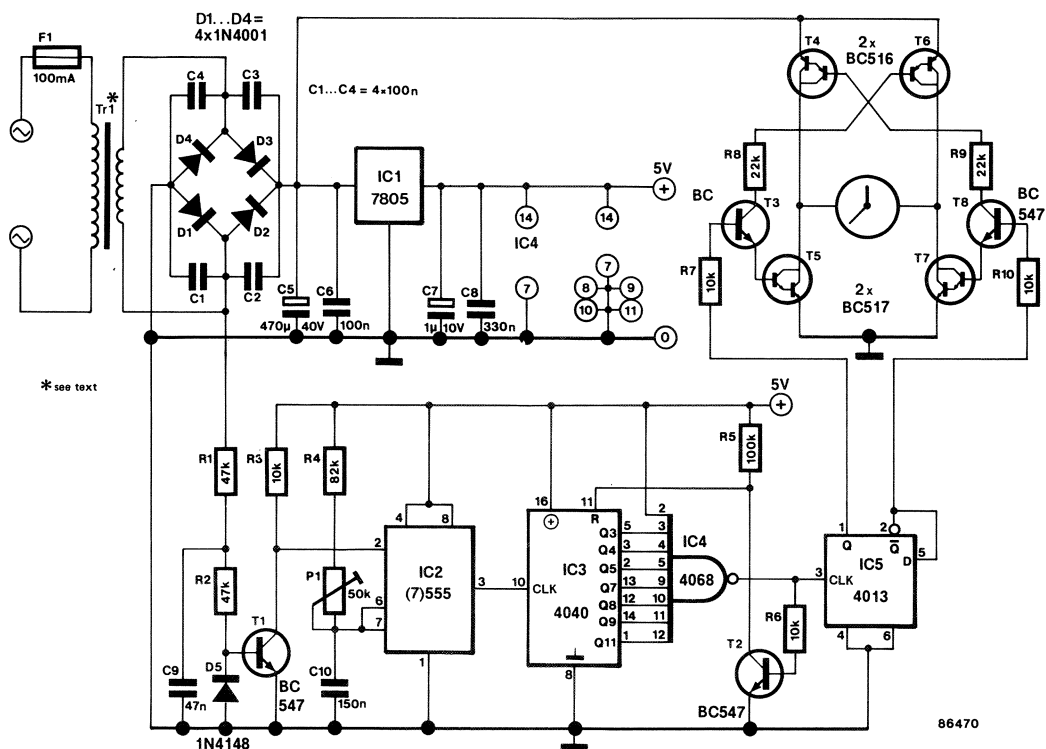 D1...D4=
4x1N4001
F1
100mA
Tr1*
C4
C3
C1...C4 = 4×100n
D4
D3
D1
D2
C1
C2
IC1
7805
5V
+
14
14
IC4
7
7
8
9
10
11
0
C5
470µ
40V
C6
100n
C7
1µ
10V
C8
330n
T4
T6
2x
BC516
R8
22k
R9
22k
BC
T3
T8
BC
547
R7
10k
T5
T7
R10
10k
2x
BC517
* see text
5V
+
R1
47k
R3
10k
R4
82k
R5
100k
R2
47k
P1
50k
4
8
2
6
7
IC2
(7)555
3
1
16
11
+
R
10
CLK
IC3
4040
Q3
Q4
Q5
Q7
Q8
Q9
Q11
5
3
2
13
12
14
1
8
2
3
4
5
9
10
11
12
IC4
4068
R6
10k
T2
BC547
1
2
Q
Q̅
D
5
3
CLK
IC5
4013
4
6
T1
BC
547
D5
1N4148
C9
47n
C10
150n
86470